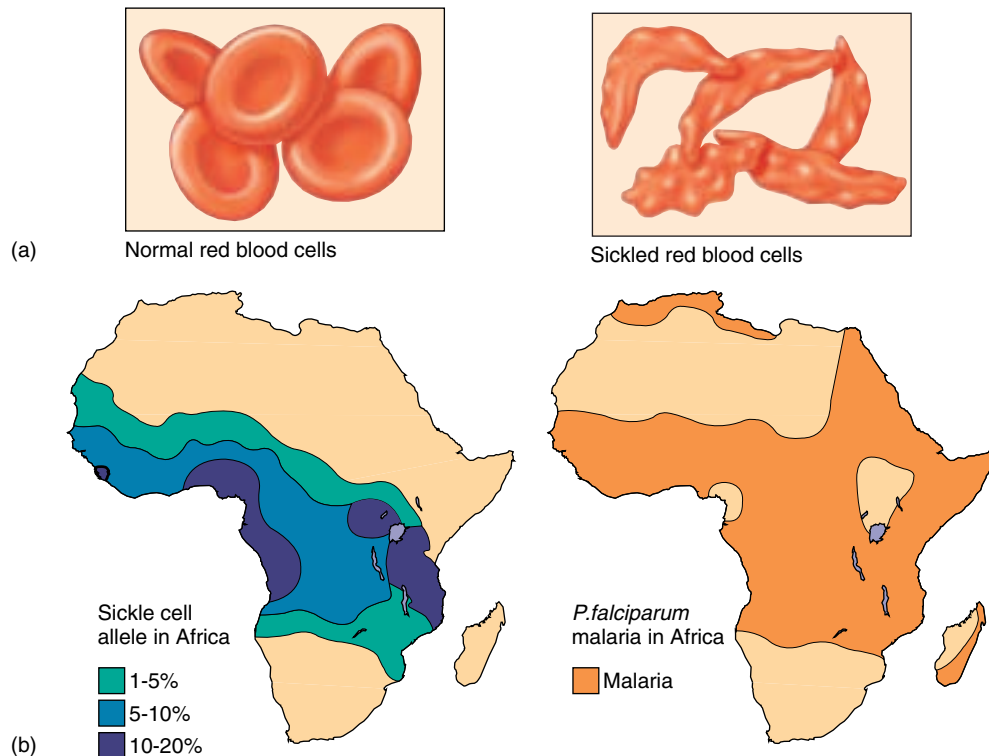 (a)
Normal red blood cells
Sickled red blood cells
(b)
Sickle cell
allele in Africa
1-5%
5-10%
10-20%
P.falciparum
malaria in Africa
Malaria